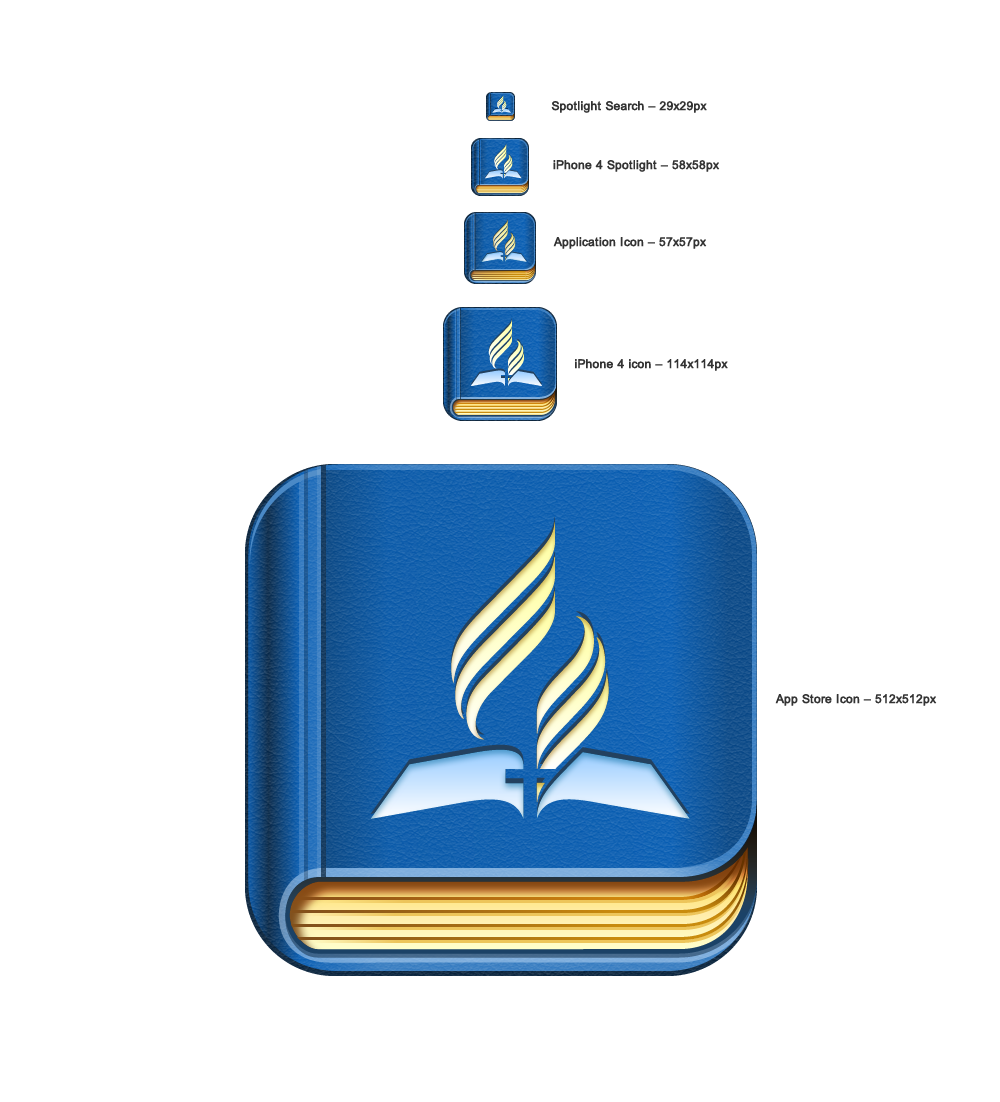 Spotlight Search – 29x29px
iPhone 4 Spotlight – 58x58px
Application Icon – 57x57px
iPhone 4 icon – 114x114px
App Store Icon – 512x512px